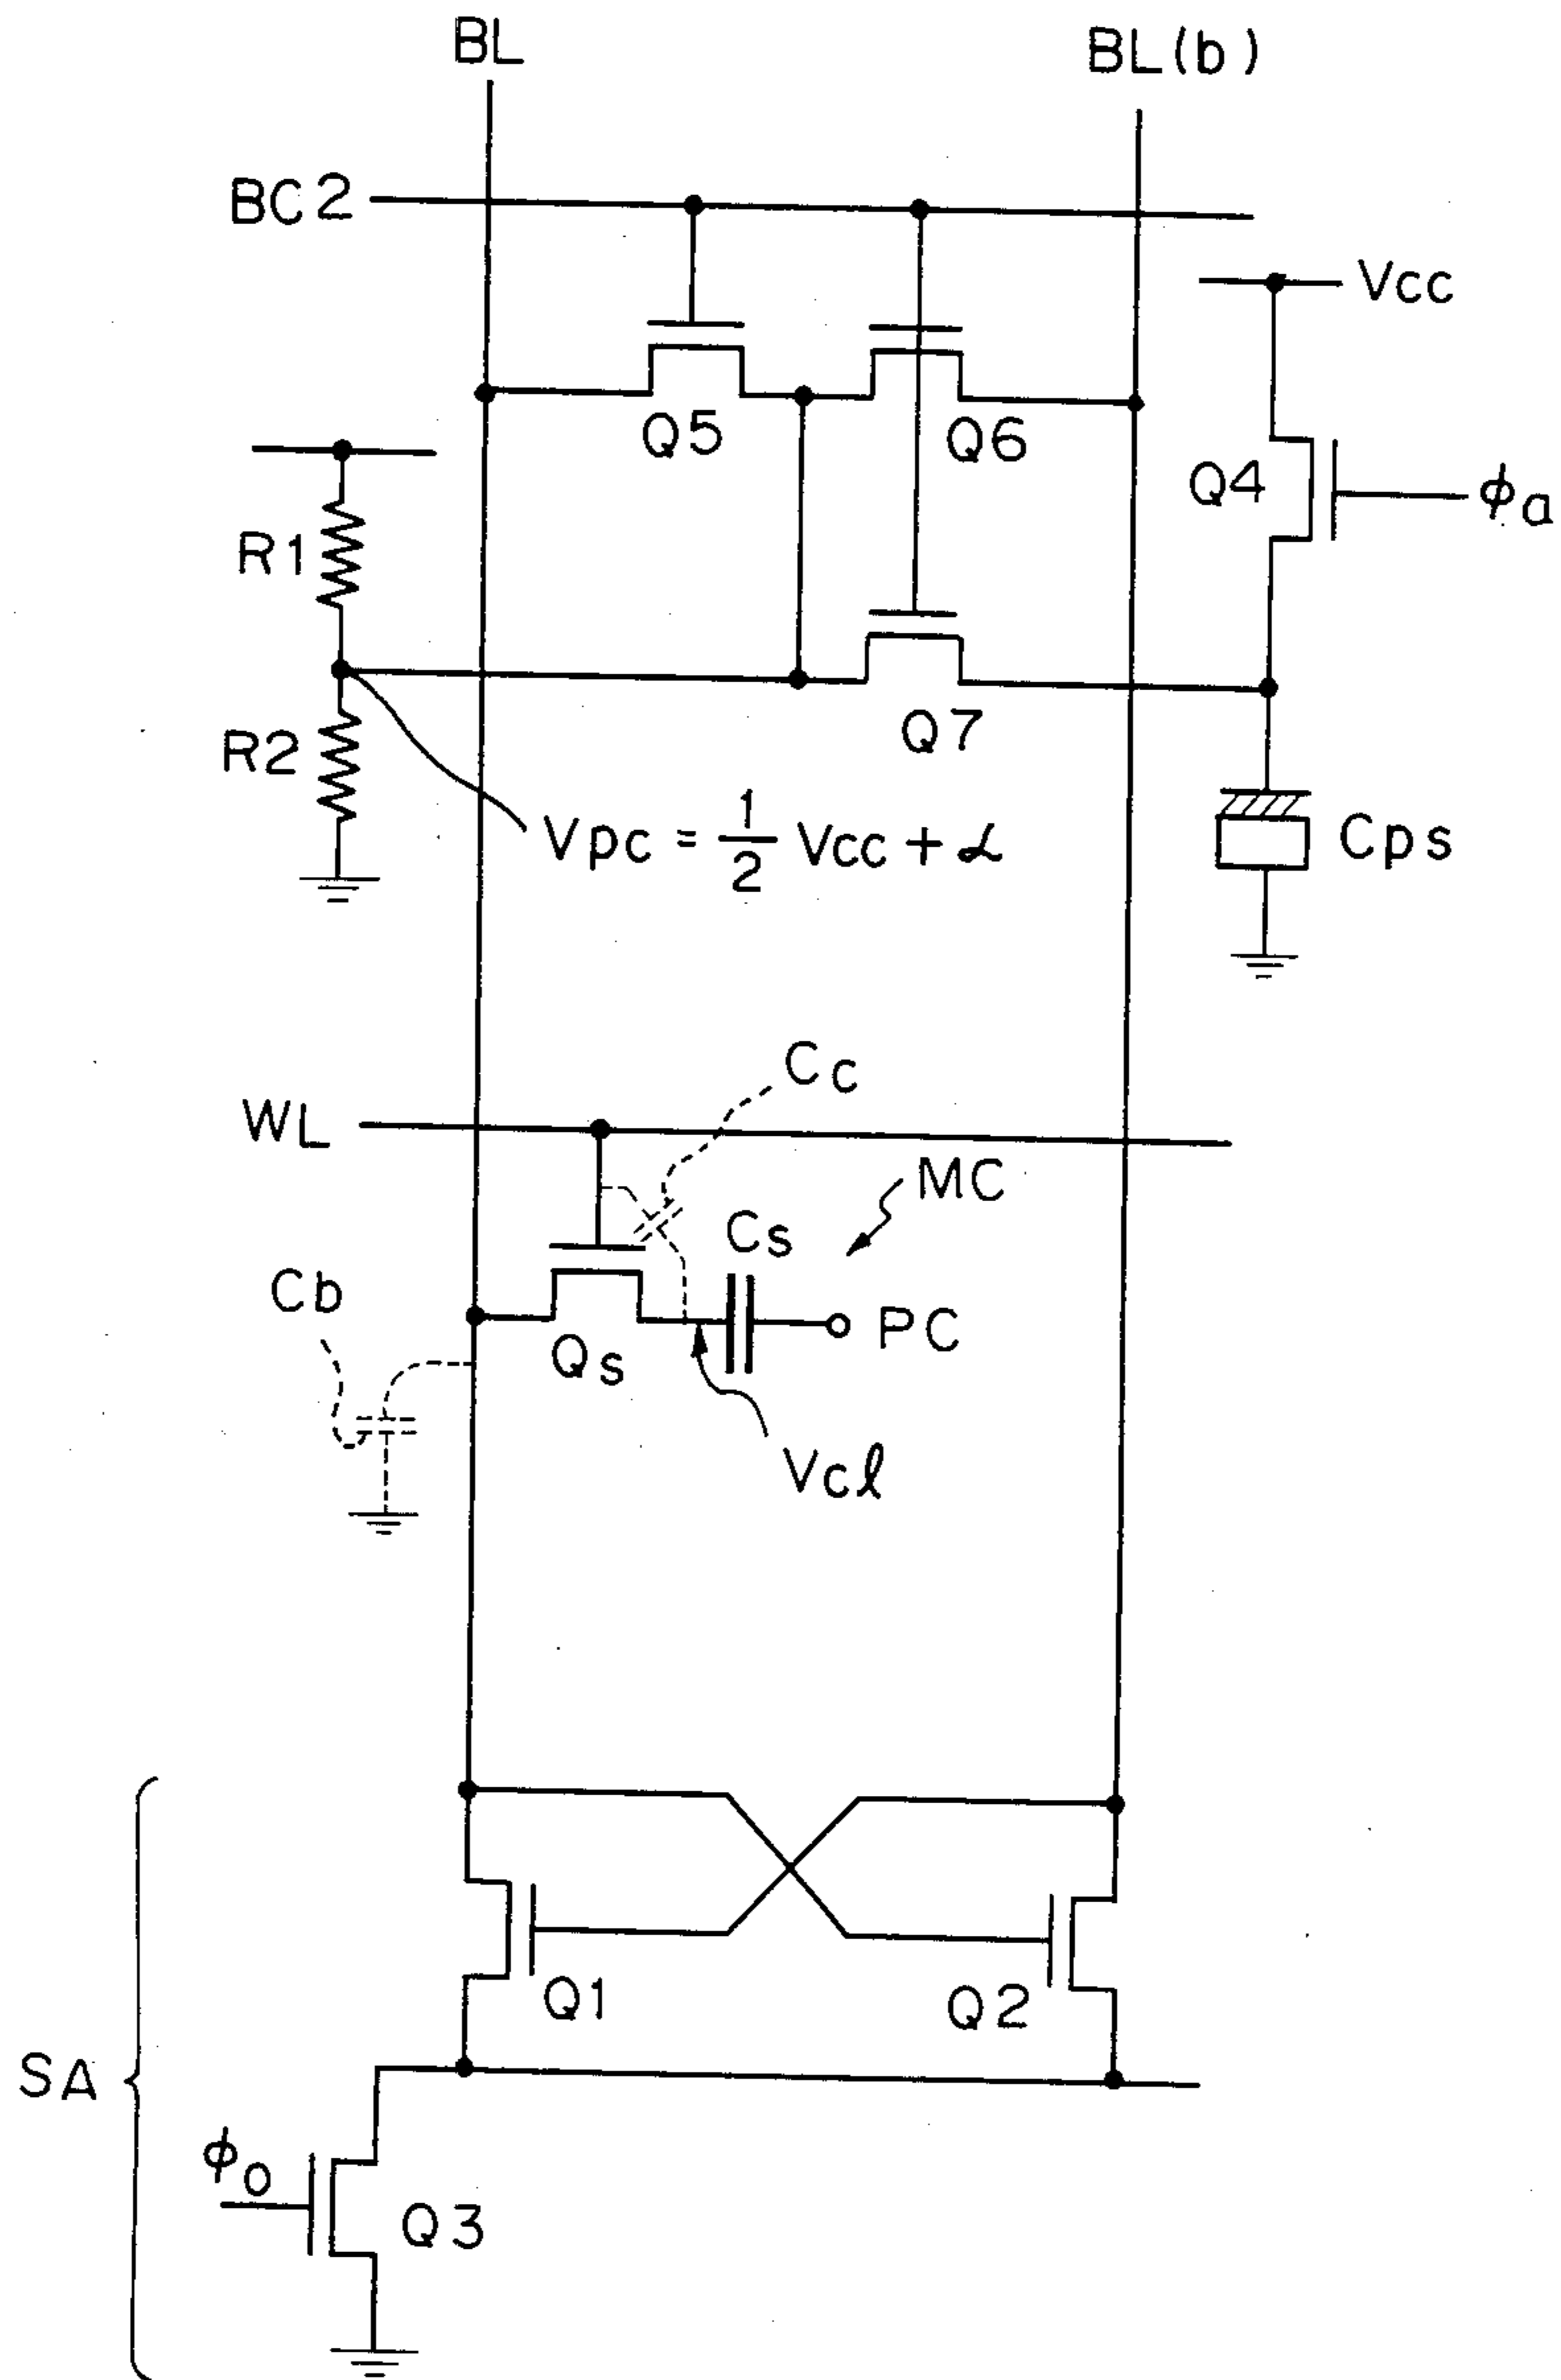 BL
BL(b)
BC2
Vcc
Q5
Q6
Q4
ϕa
R1
R2
Q7
Vpc = 1/2 Vcc + α
Cps
Cc
WL
MC
Cs
Cb
Qs
PC
Vcℓ
Q1
Q2
SA
ϕo
Q3